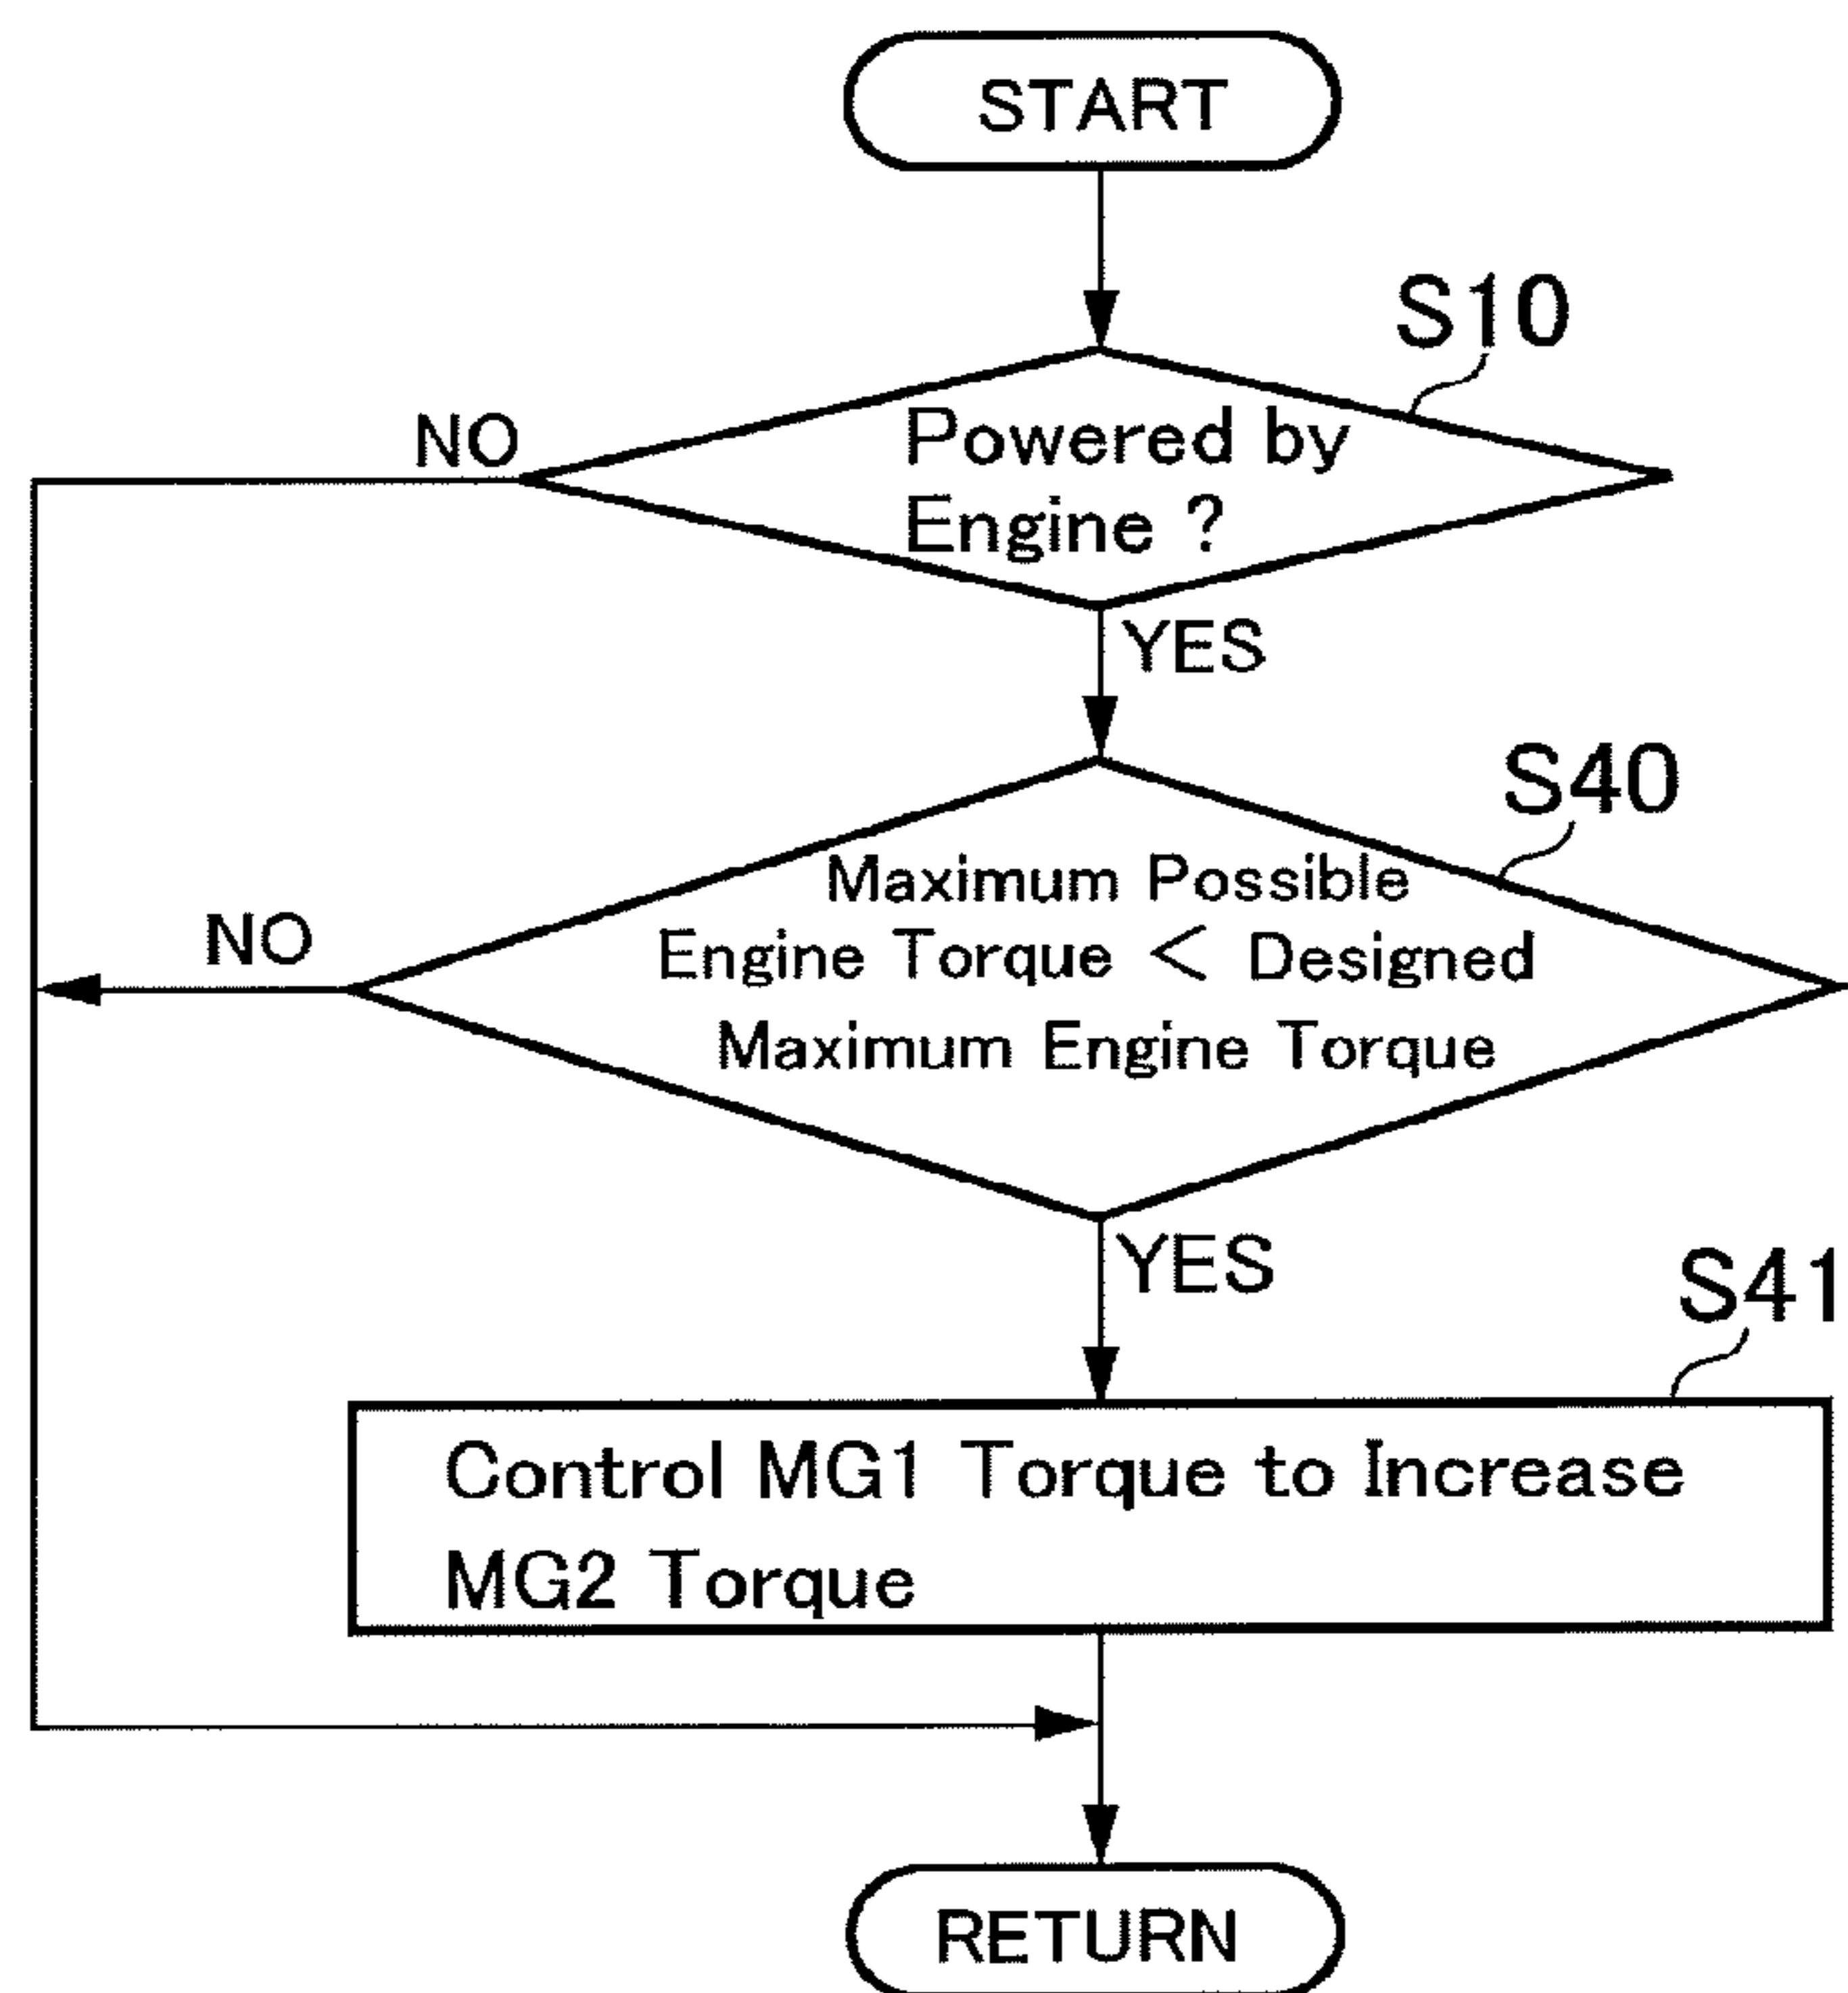 START
S10
NO
Powered by
Engine ?
YES
S40
Maximum Possible
NO
Engine Torque < Designed
Maximum Engine Torque
YES
S41
Control MG1 Torque to Increase
MG2 Torque
RETURN